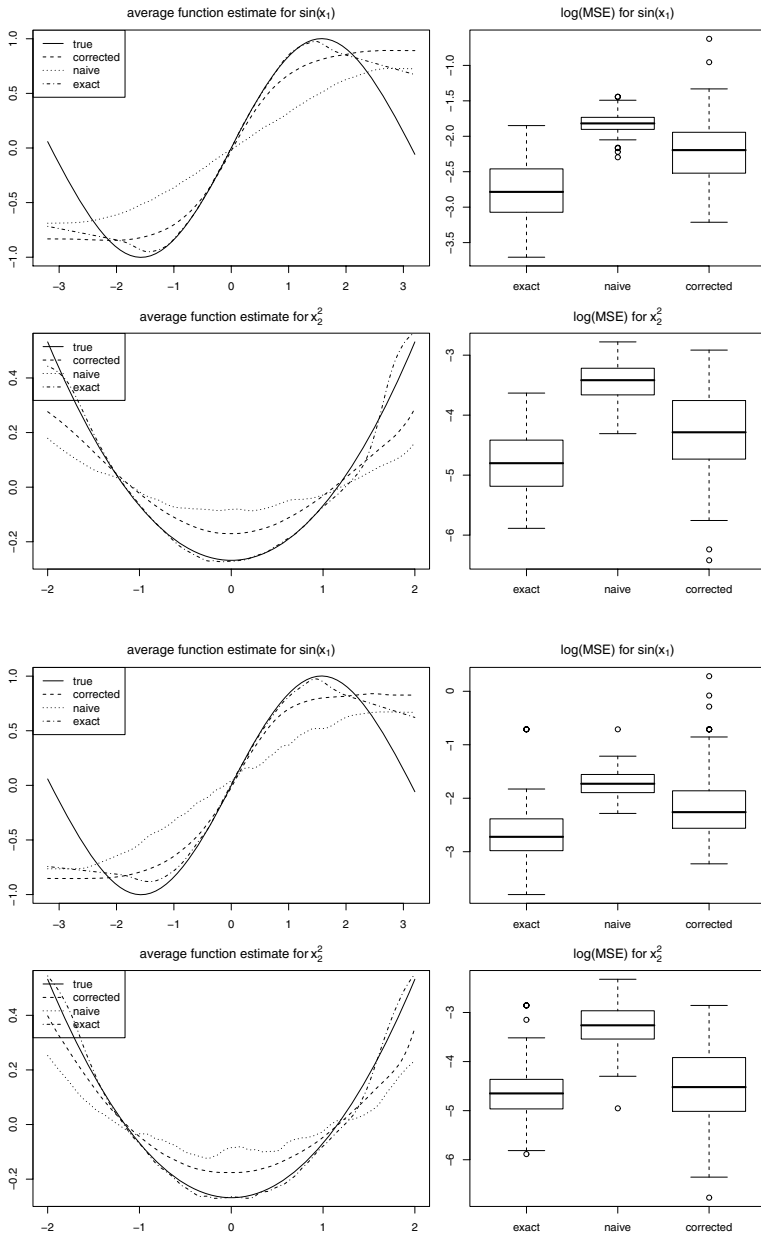 average function estimate for sin(x₁)
1.0
0.5
0.0
−0.5
−1.0
true
corrected
naive
exact
−3
−2
−1
0
1
2
3
log(MSE) for sin(x₁)
−1.0
−1.5
−2.0
−2.5
−3.0
−3.5
exact
naive
corrected
average function estimate for x₂²
0.4
0.2
0.0
−0.2
true
corrected
naive
exact
−2
−1
0
1
2
log(MSE) for x₂²
−3
−4
−5
−6
exact
naive
corrected
average function estimate for sin(x₁)
1.0
0.5
0.0
−0.5
−1.0
true
corrected
naive
exact
−3
−2
−1
0
1
2
3
log(MSE) for sin(x₁)
0
−1
−2
−3
exact
naive
corrected
average function estimate for x₂²
0.4
0.2
0.0
−0.2
true
corrected
naive
exact
−2
−1
0
1
2
log(MSE) for x₂²
−3
−4
−5
−6
exact
naive
corrected